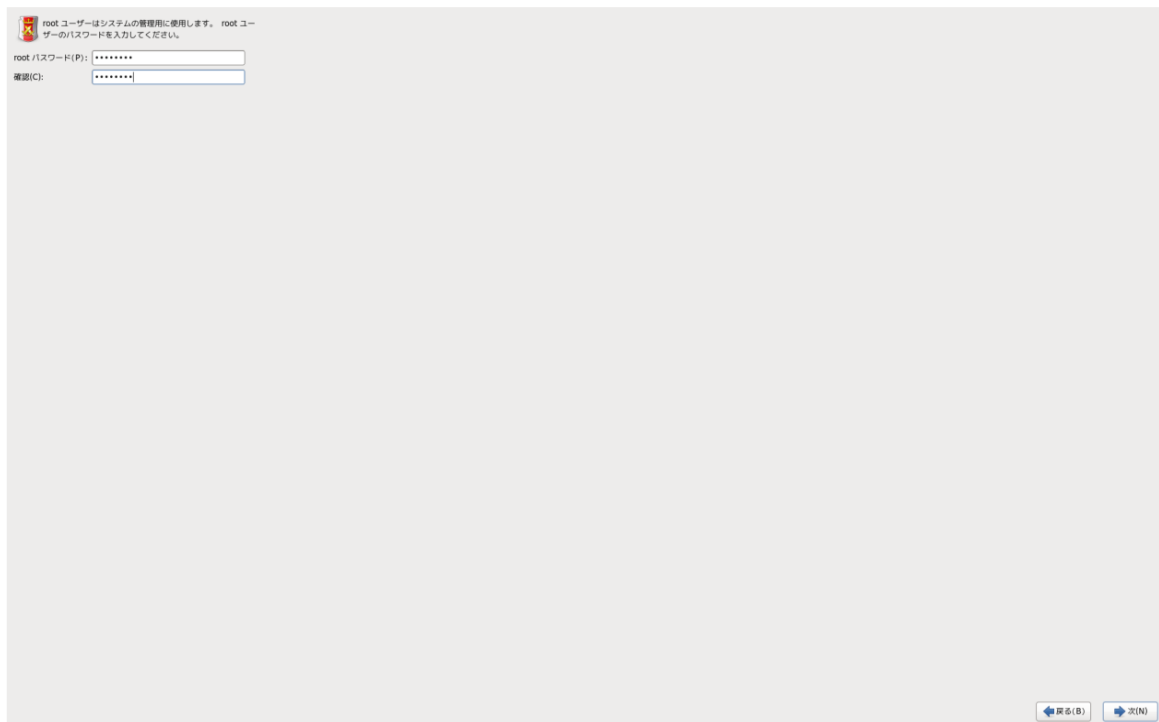 root ユーザーはシステムの管理用に使用します。 root ユー
ザーのパスワードを入力してください。
root パスワード(P): ••••••••
確認(C): ••••••••
戻る(B) 次(N)